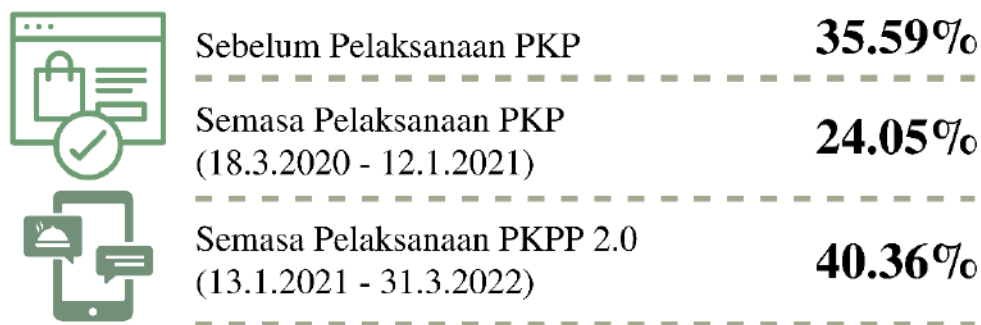 Sebelum Pelaksanaan PKP 35.59%
Semasa Pelaksanaan PKP
(18.3.2020 - 12.1.2021) 24.05%
Semasa Pelaksanaan PKPP 2.0
(13.1.2021 - 31.3.2022) 40.36%